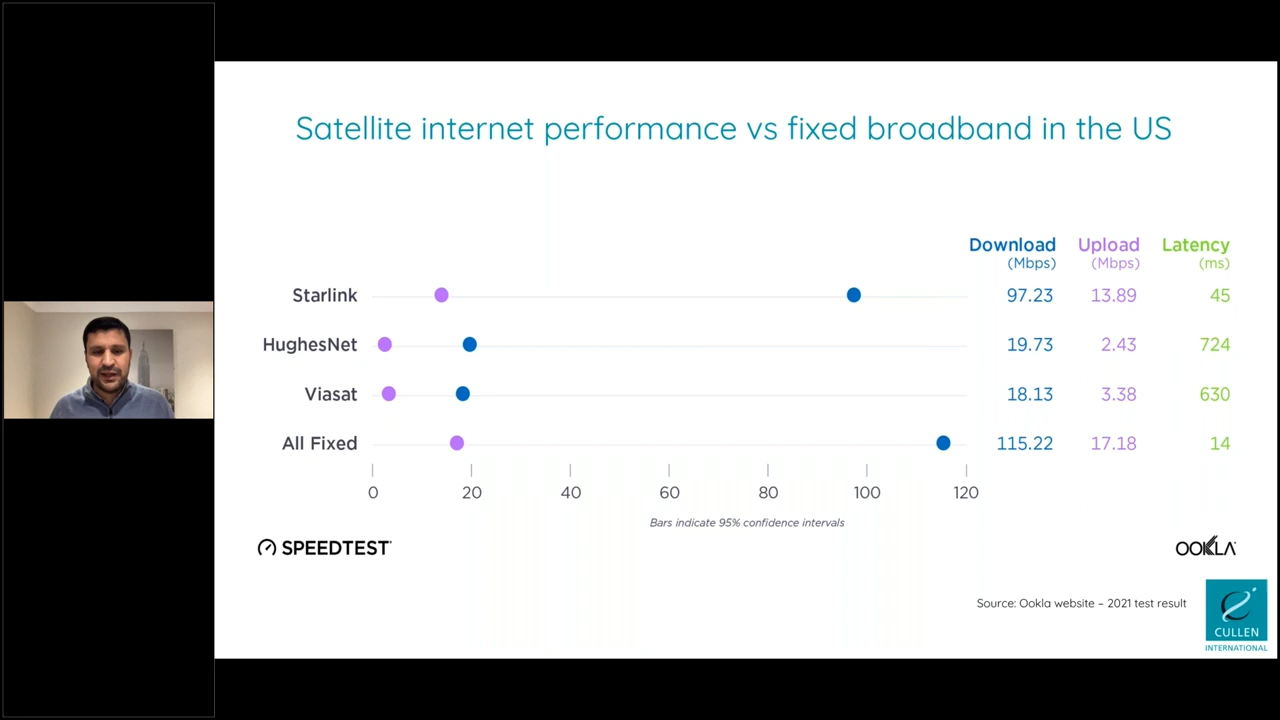 Satellite internet performance vs fixed broadband in the US
Download Upload Latency
(Mbps) (Mbps) (ms)
Starlink 97.23 13.89 45
HughesNet 19.73 2.43 724
Viasat 18.13 3.38 630
All Fixed 115.22 17.18 14
0 20 40 60 80 100 120
Bars indicate 95% confidence intervals
SPEEDTEST
OOKLA
Source: Ookla website – 2021 test result
CULLEN
INTERNATIONAL